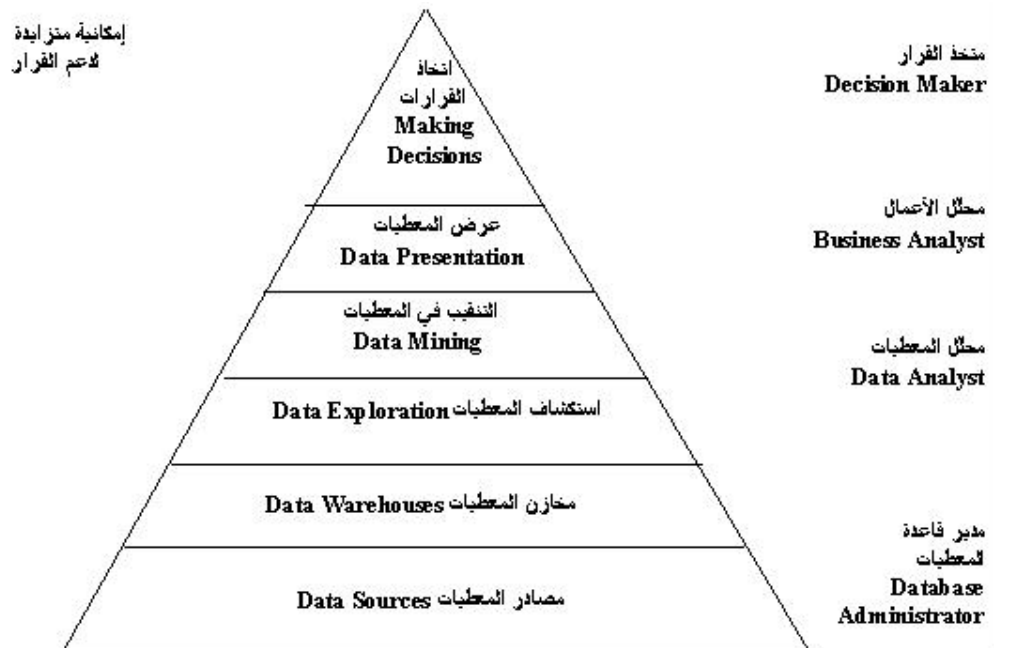 إمكانية متزايدة
لدعم القرار
اتخاذ
القرارات
Making
Decisions
عرض المعطيات
Data Presentation
التنقيب في المعطيات
Data Mining
استكشاف المعطيات Data Exploration
مخازن المعطيات Data Warehouses
مصادر المعطيات Data Sources
متخذ القرار
Decision Maker
محلّل الأعمال
Business Analyst
محلّل المعطيات
Data Analyst
مدير قاعدة
المعطيات
Database
Administrator